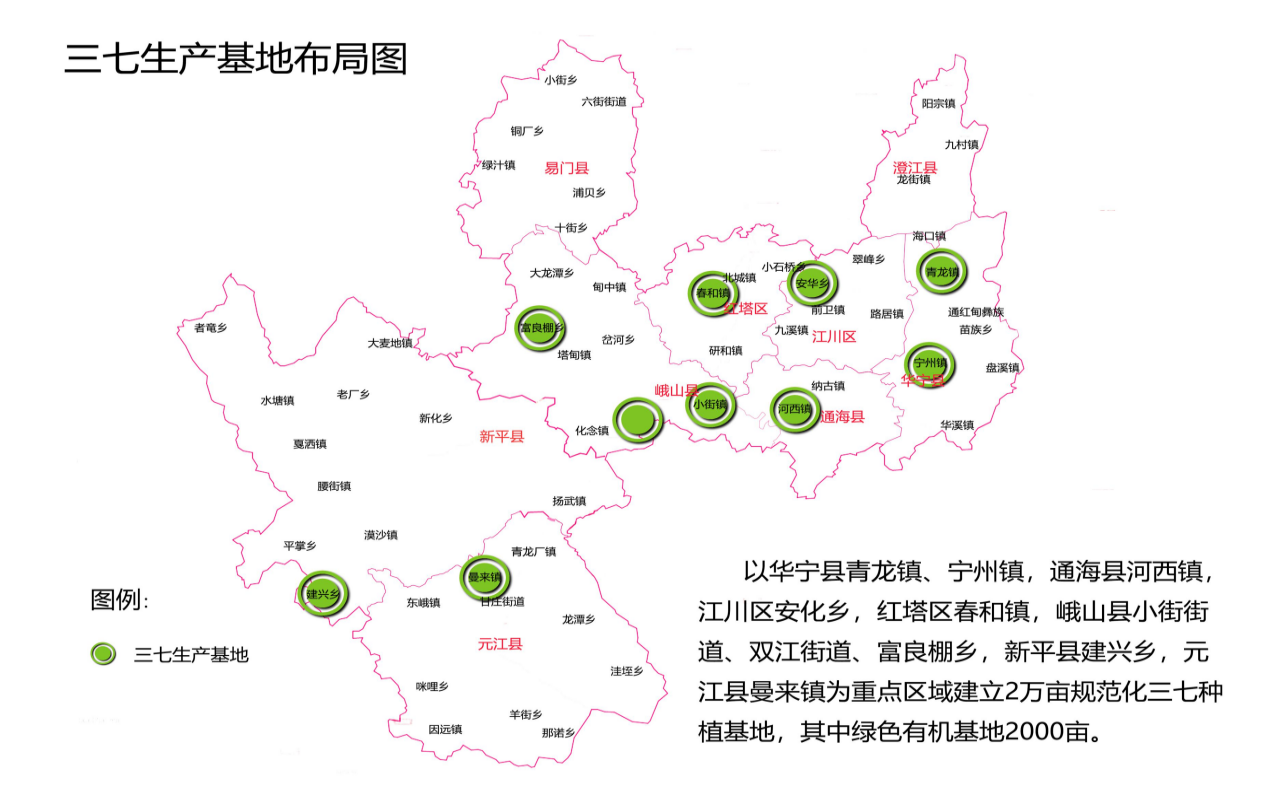 三七生产基地布局图
小街乡
六街街道
铜厂乡
绿汁镇
易门县
浦贝乡
十街乡
阳宗镇
九村镇
澄江县
龙街镇
海口镇
大龙潭乡
甸中镇
富良棚乡
岔河乡
塔甸镇
峨山县
化念镇
小街镇
北城镇
小石桥乡
春和镇
红塔区
研和镇
安华乡
翠峰乡
前卫镇
路居镇
九溪镇
江川区
青龙镇
通红甸彝族
苗族乡
宁州镇
盘溪镇
华宁县
华溪镇
纳古镇
河西镇
通海县
者竜乡
大麦地镇
水塘镇
老厂乡
新化乡
戛洒镇
新平县
腰街镇
扬武镇
漠沙镇
平掌乡
建兴乡
青龙厂镇
曼来镇
东峨镇
甘庄街道
龙潭乡
元江县
洼垤乡
咪哩乡
羊街乡
因远镇
那诺乡
图例：
三七生产基地
以华宁县青龙镇、宁州镇，通海县河西镇，
江川区安化乡，红塔区春和镇，峨山县小街街
道、双江街道、富良棚乡，新平县建兴乡，元
江县曼来镇为重点区域建立2万亩规范化三七种
植基地，其中绿色有机基地2000亩。